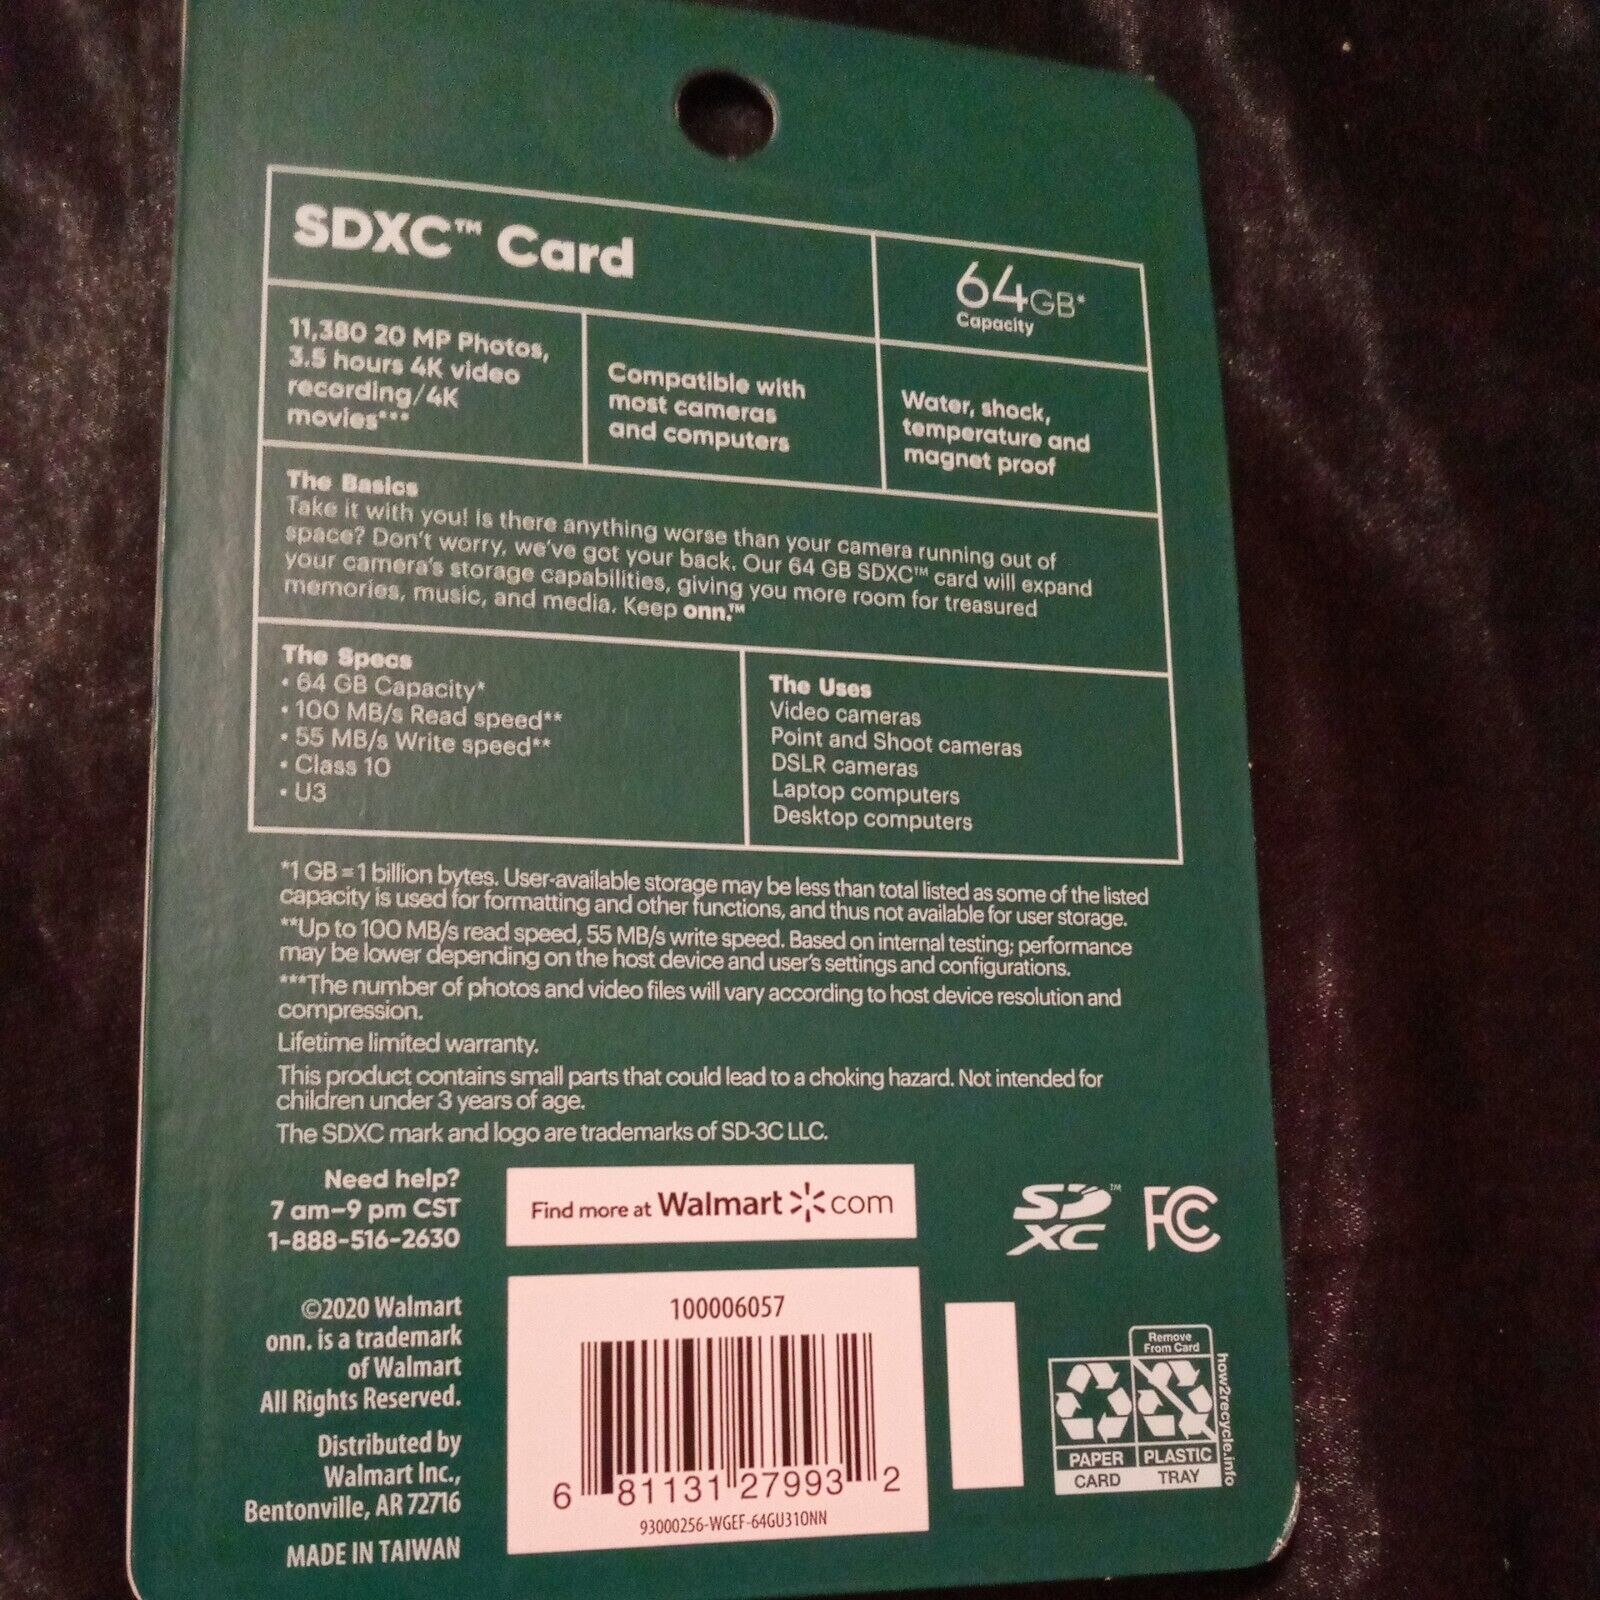 SDXC™ Card
64GB*
Capacity
11,380 20 MP Photos,
3.5 hours 4K video
recording/4K
movies***
Compatible with
most cameras
and computers
Water, shock,
temperature and
magnet proof
The Basics
Take it with you! Is there anything worse than your camera running out of
space? Don't worry, we've got your back. Our 64 GB SDXC™ card will expand
your camera's storage capabilities, giving you more room for treasured
memories, music, and media. Keep onn.™
The Specs
• 64 GB Capacity*
• 100 MB/s Read speed**
• 55 MB/s Write speed**
• Class 10
• U3
The Uses
Video cameras
Point and Shoot cameras
DSLR cameras
Laptop computers
Desktop computers
*1 GB = 1 billion bytes. User-available storage may be less than total listed as some of the listed
capacity is used for formatting and other functions, and thus not available for user storage.
**Up to 100 MB/s read speed, 55 MB/s write speed. Based on internal testing; performance
may be lower depending on the host device and user's settings and configurations.
***The number of photos and video files will vary according to host device resolution and
compression.
Lifetime limited warranty.
This product contains small parts that could lead to a choking hazard. Not intended for
children under 3 years of age.
The SDXC mark and logo are trademarks of SD-3C LLC.
Need help?
7 am–9 pm CST
1-888-516-2630
Find more at Walmart com
SD™
XC
FC
©2020 Walmart
onn. is a trademark
of Walmart
All Rights Reserved.
Distributed by
Walmart Inc.,
Bentonville, AR 72716
MADE IN TAIWAN
100006057
6 81131 27993 2
93000256-WGEF-64GU31ONN
Remove
From Card
PAPER
CARD
PLASTIC
TRAY
how2recycle.info